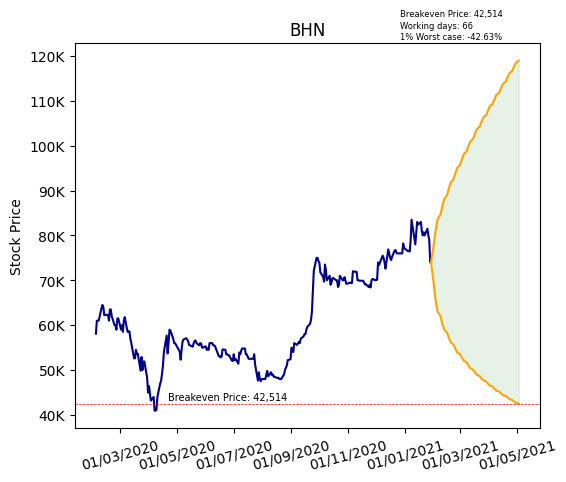 Breakeven Price: 42,514
Working days: 66
1% Worst case: -42.63%
BHN
120K
110K
100K
90K
80K
70K
60K
50K
40K
Stock Price
Breakeven Price: 42,514
01/03/2020
01/05/2020
01/07/2020
01/09/2020
01/11/2020
01/01/2021
01/03/2021
01/05/2021